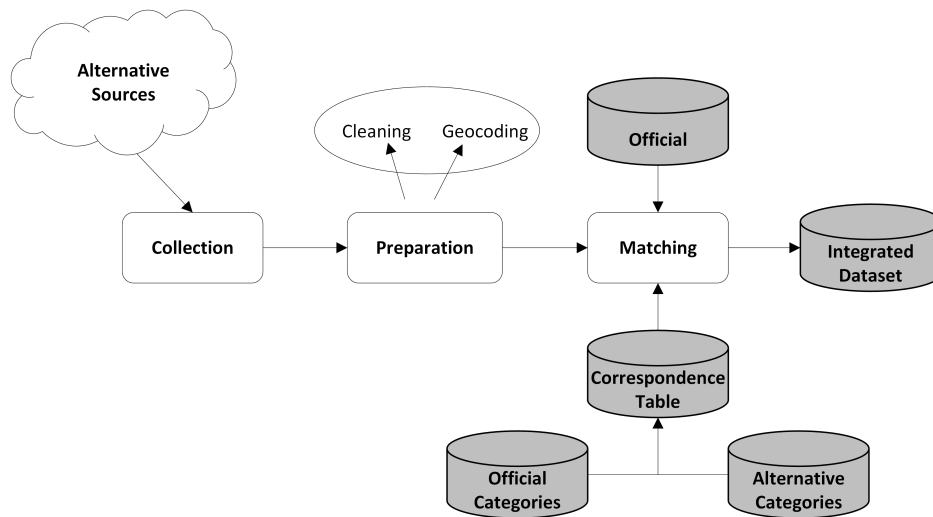 Alternative
Sources
Cleaning Geocoding
Official
Collection
Preparation
Matching
Integrated
Dataset
Correspondence
Table
Official
Categories
Alternative
Categories